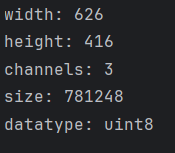 width: 626
height: 416
channels: 3
size: 781248
datatype: uint8